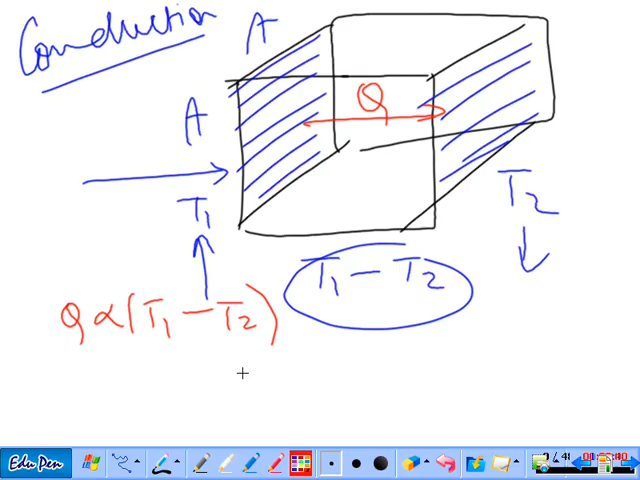 Conduction
A
A
Q
T1
T2
T1 - T2
Q ∝ (T1 - T2)
Edu Pen